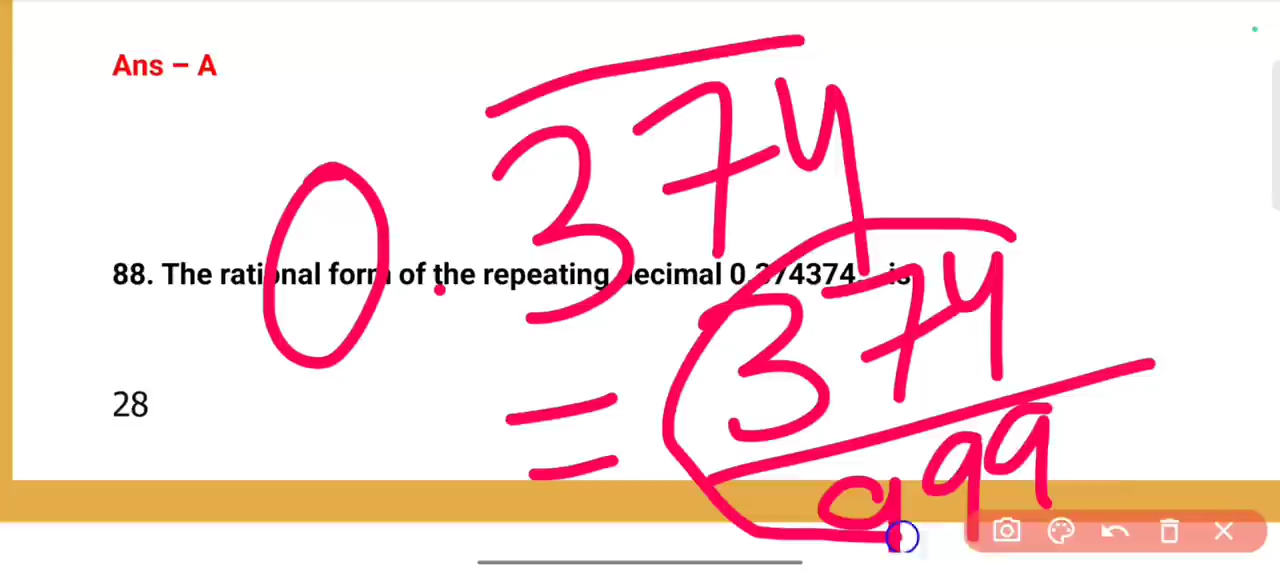 Ans – A
0.374
88. The rational form of the repeating decimal 0.374374... is
= 374
999
28